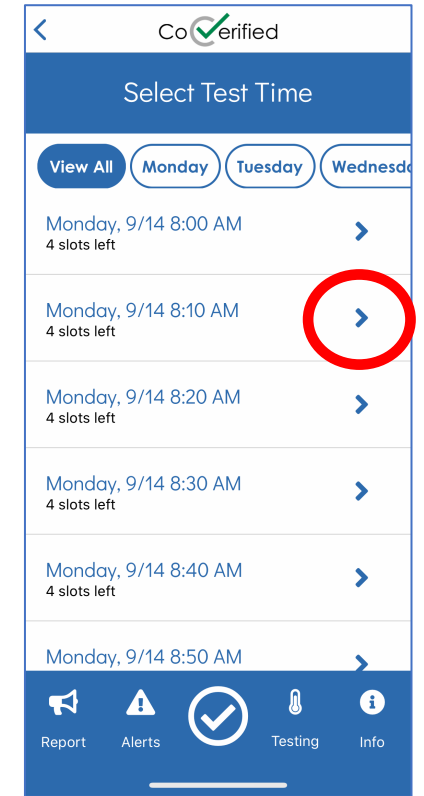 CoVerified
Select Test Time
View All Monday Tuesday Wednesd
Monday, 9/14 8:00 AM
4 slots left
Monday, 9/14 8:10 AM
4 slots left
Monday, 9/14 8:20 AM
4 slots left
Monday, 9/14 8:30 AM
4 slots left
Monday, 9/14 8:40 AM
4 slots left
Monday, 9/14 8:50 AM
Report Alerts Testing Info